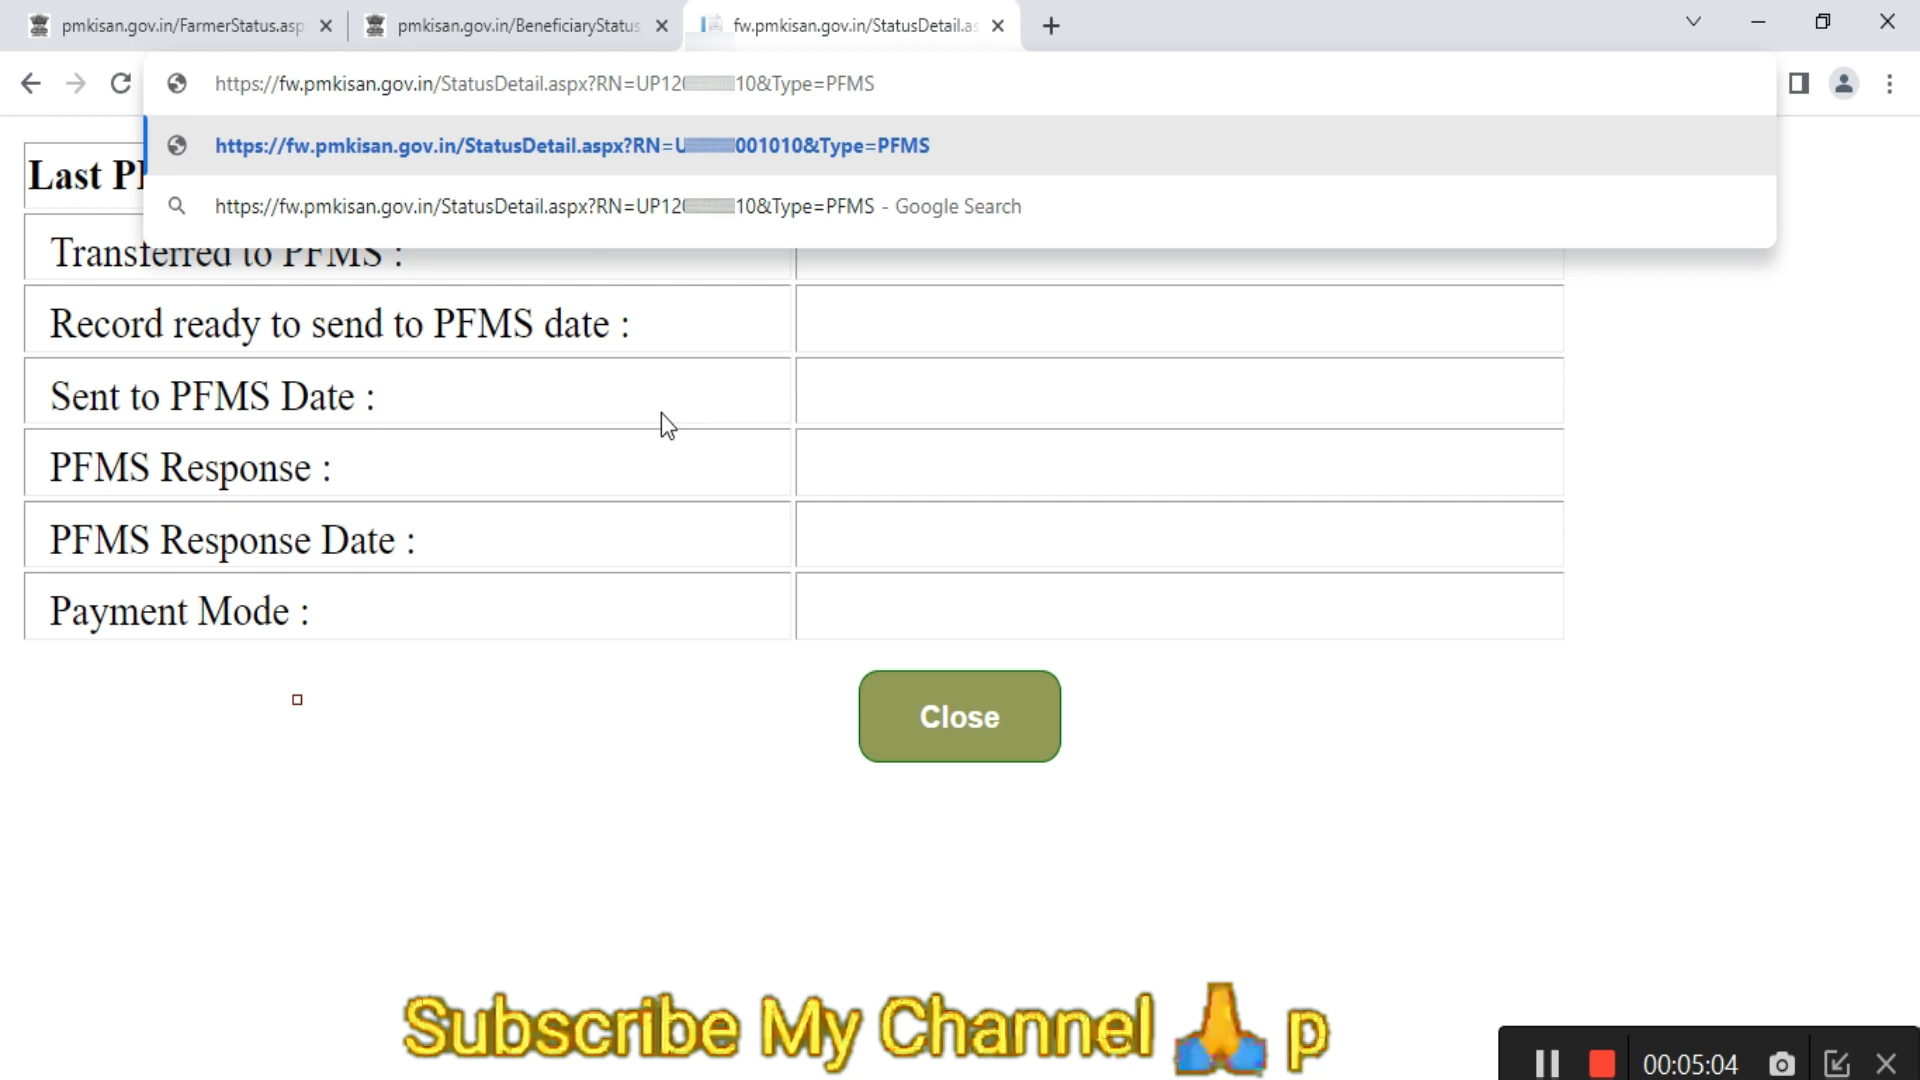 pmkisan.gov.in/FarmerStatus.asp
pmkisan.gov.in/BeneficiaryStatus
fw.pmkisan.gov.in/StatusDetail.as
https://fw.pmkisan.gov.in/StatusDetail.aspx?RN=UP12 10&Type=PFMS
https://fw.pmkisan.gov.in/StatusDetail.aspx?RN=U 001010&Type=PFMS
https://fw.pmkisan.gov.in/StatusDetail.aspx?RN=UP12 10&Type=PFMS - Google Search
Last
Transferred to PFMS :
Record ready to send to PFMS date :
Sent to PFMS Date :
PFMS Response :
PFMS Response Date :
Payment Mode :
Close
Subscribe My Channel 🙏 p
00:05:04